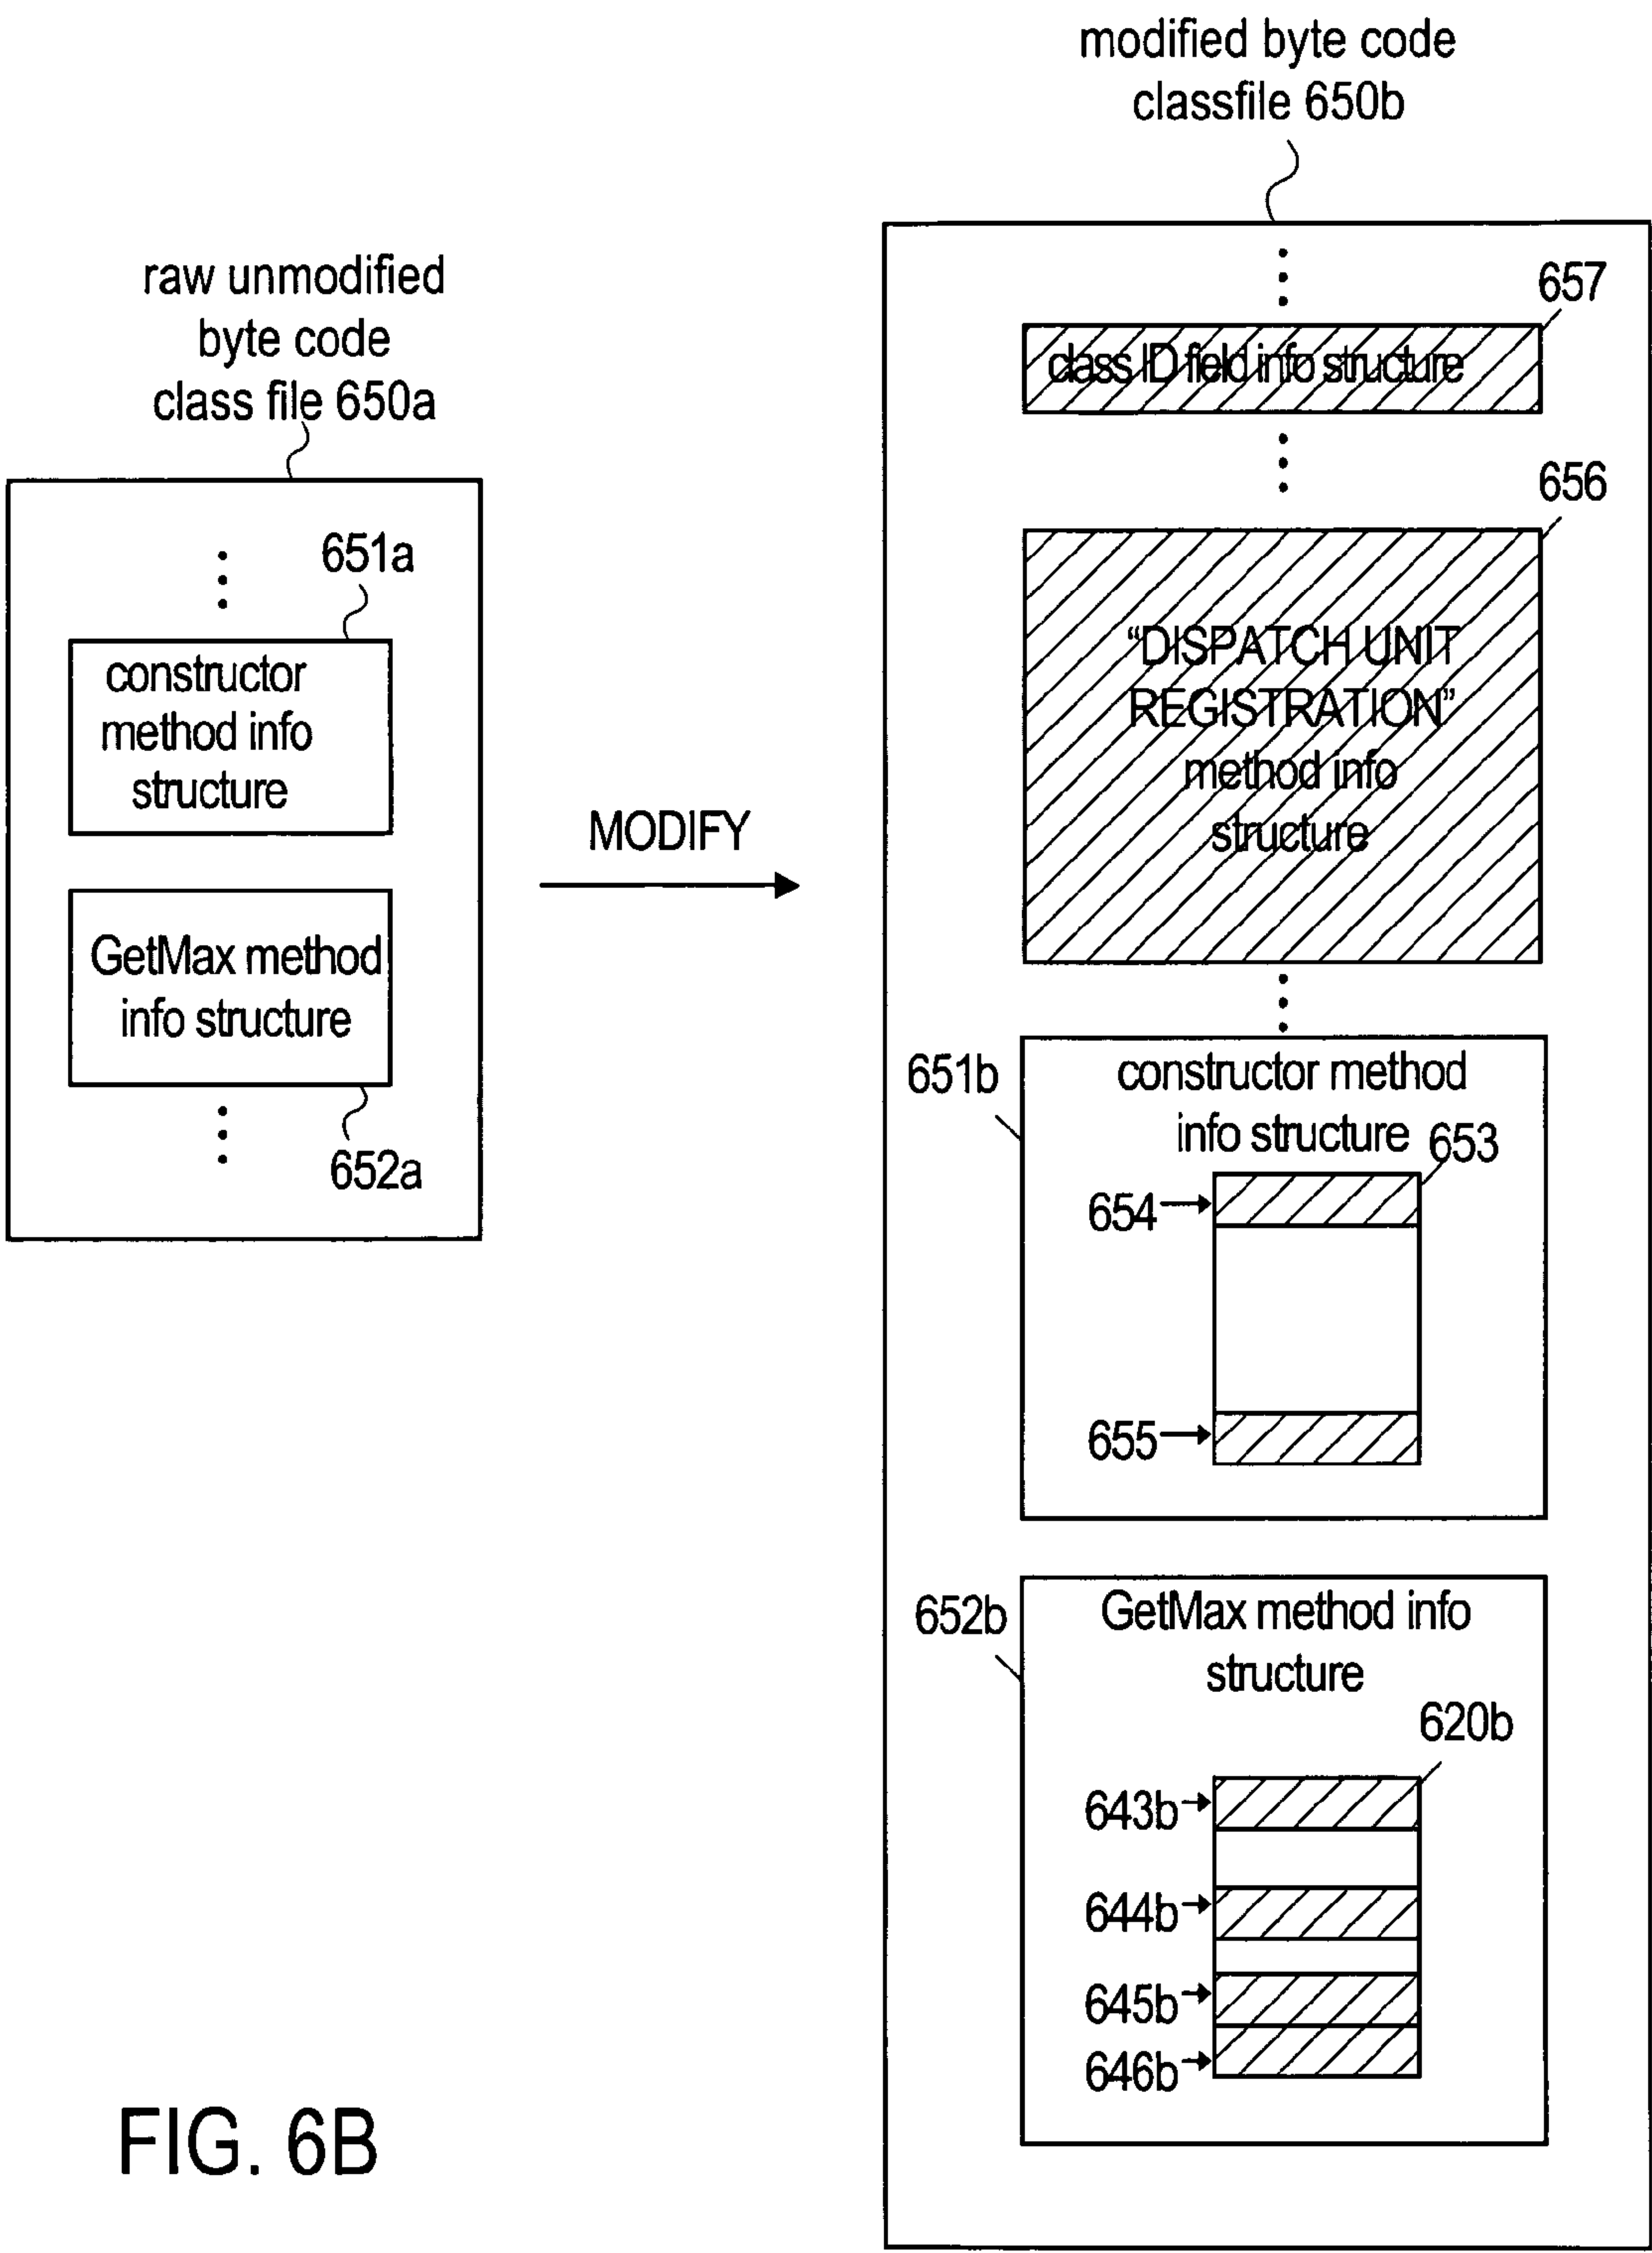 raw unmodified
byte code
class file 650a
651a
constructor
method info
structure
GetMax method
info structure
652a
MODIFY
modified byte code
classfile 650b
657
class ID field info structure
656
“DISPATCH UNIT
REGISTRATION”
method info
structure
651b
constructor method
info structure
653
654
655
652b
GetMax method info
structure
620b
643b
644b
645b
646b
FIG. 6B